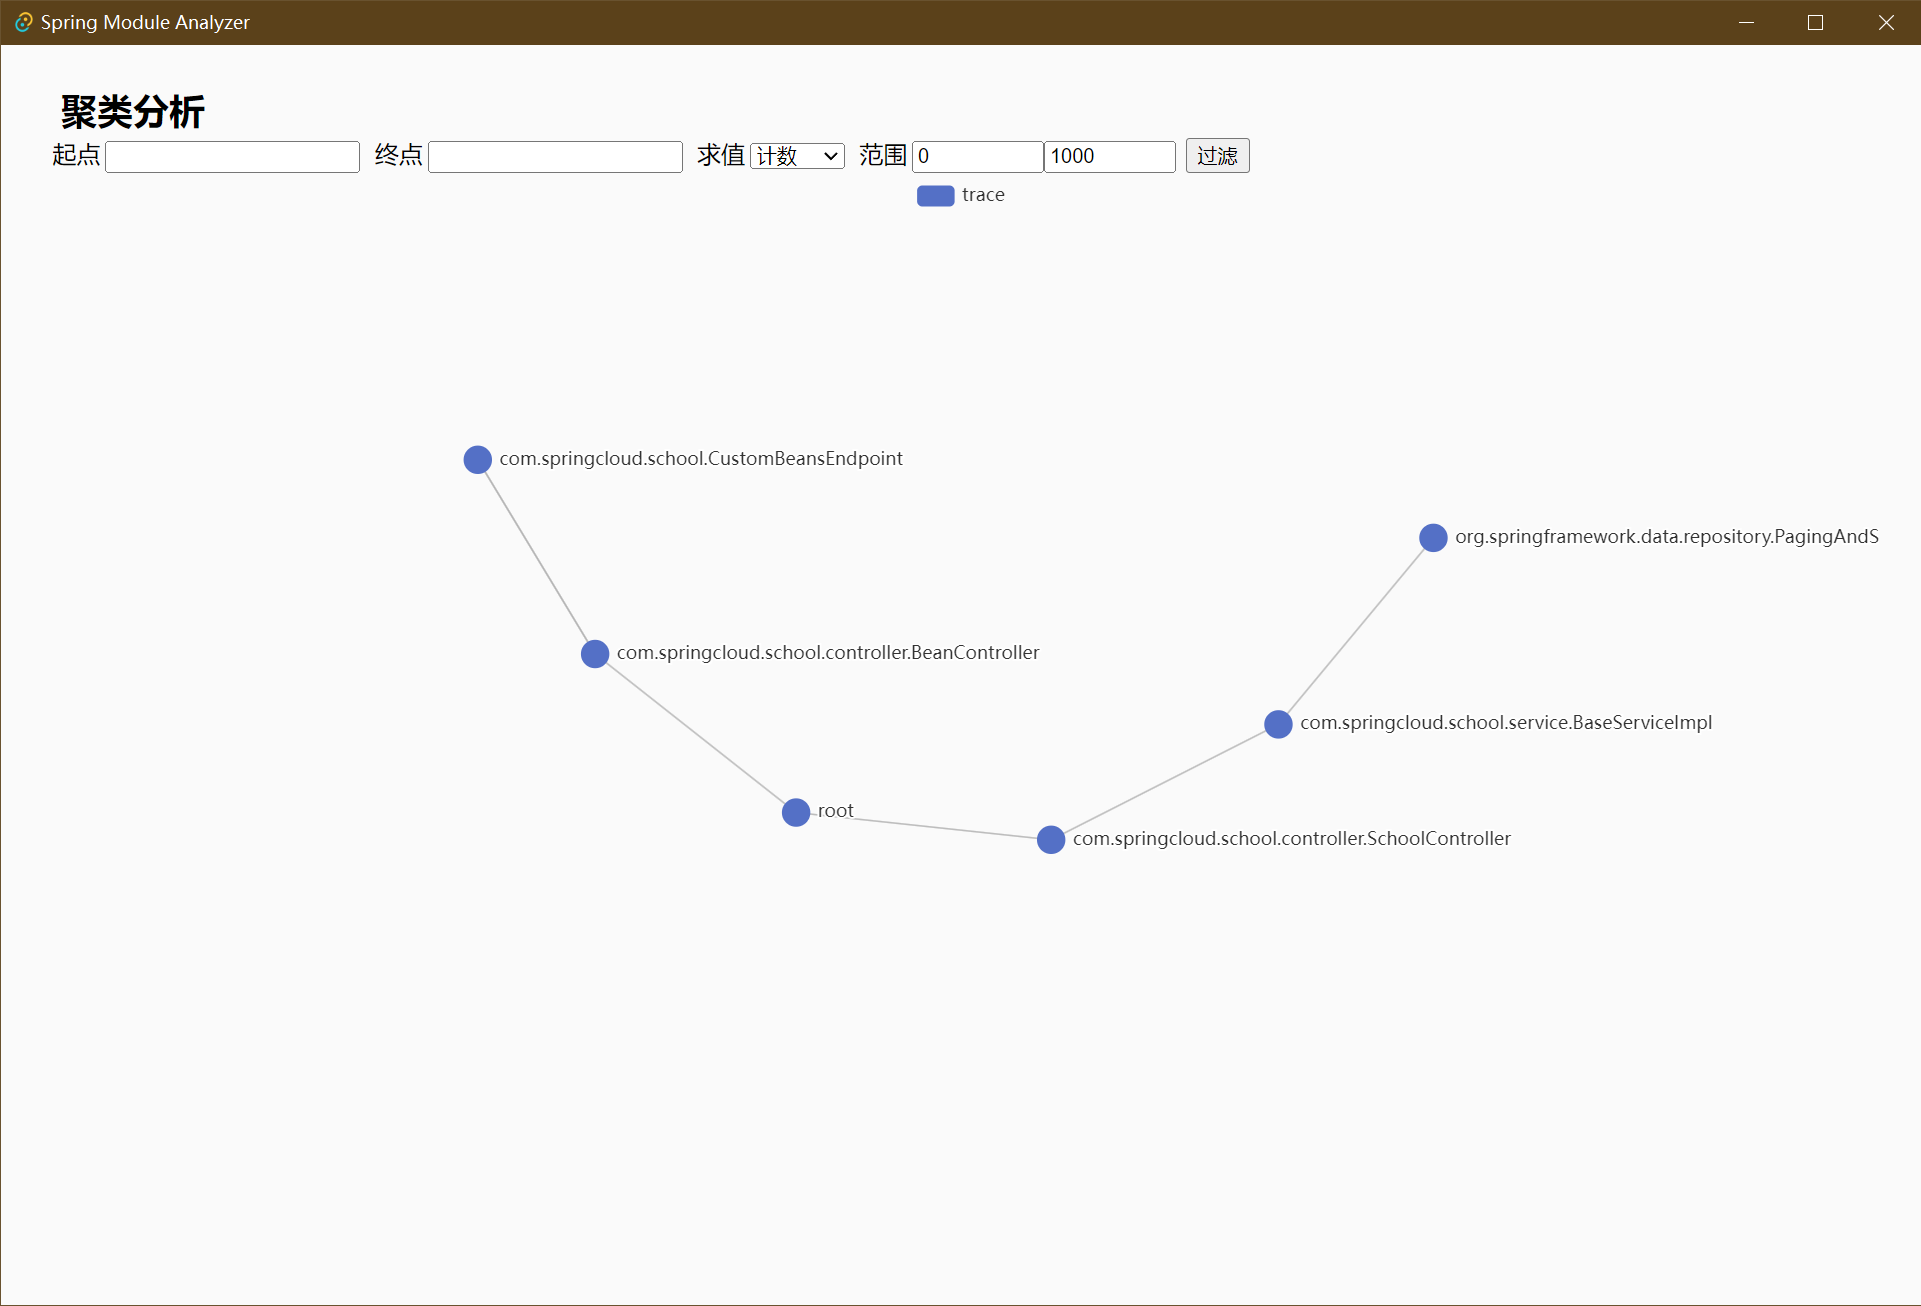 Spring Module Analyzer
聚类分析
起点 终点 求值 计数 范围 0 1000 过滤
trace
com.springcloud.school.CustomBeansEndpoint
org.springframework.data.repository.PagingAndS
com.springcloud.school.controller.BeanController
com.springcloud.school.service.BaseServiceImpl
root
com.springcloud.school.controller.SchoolController